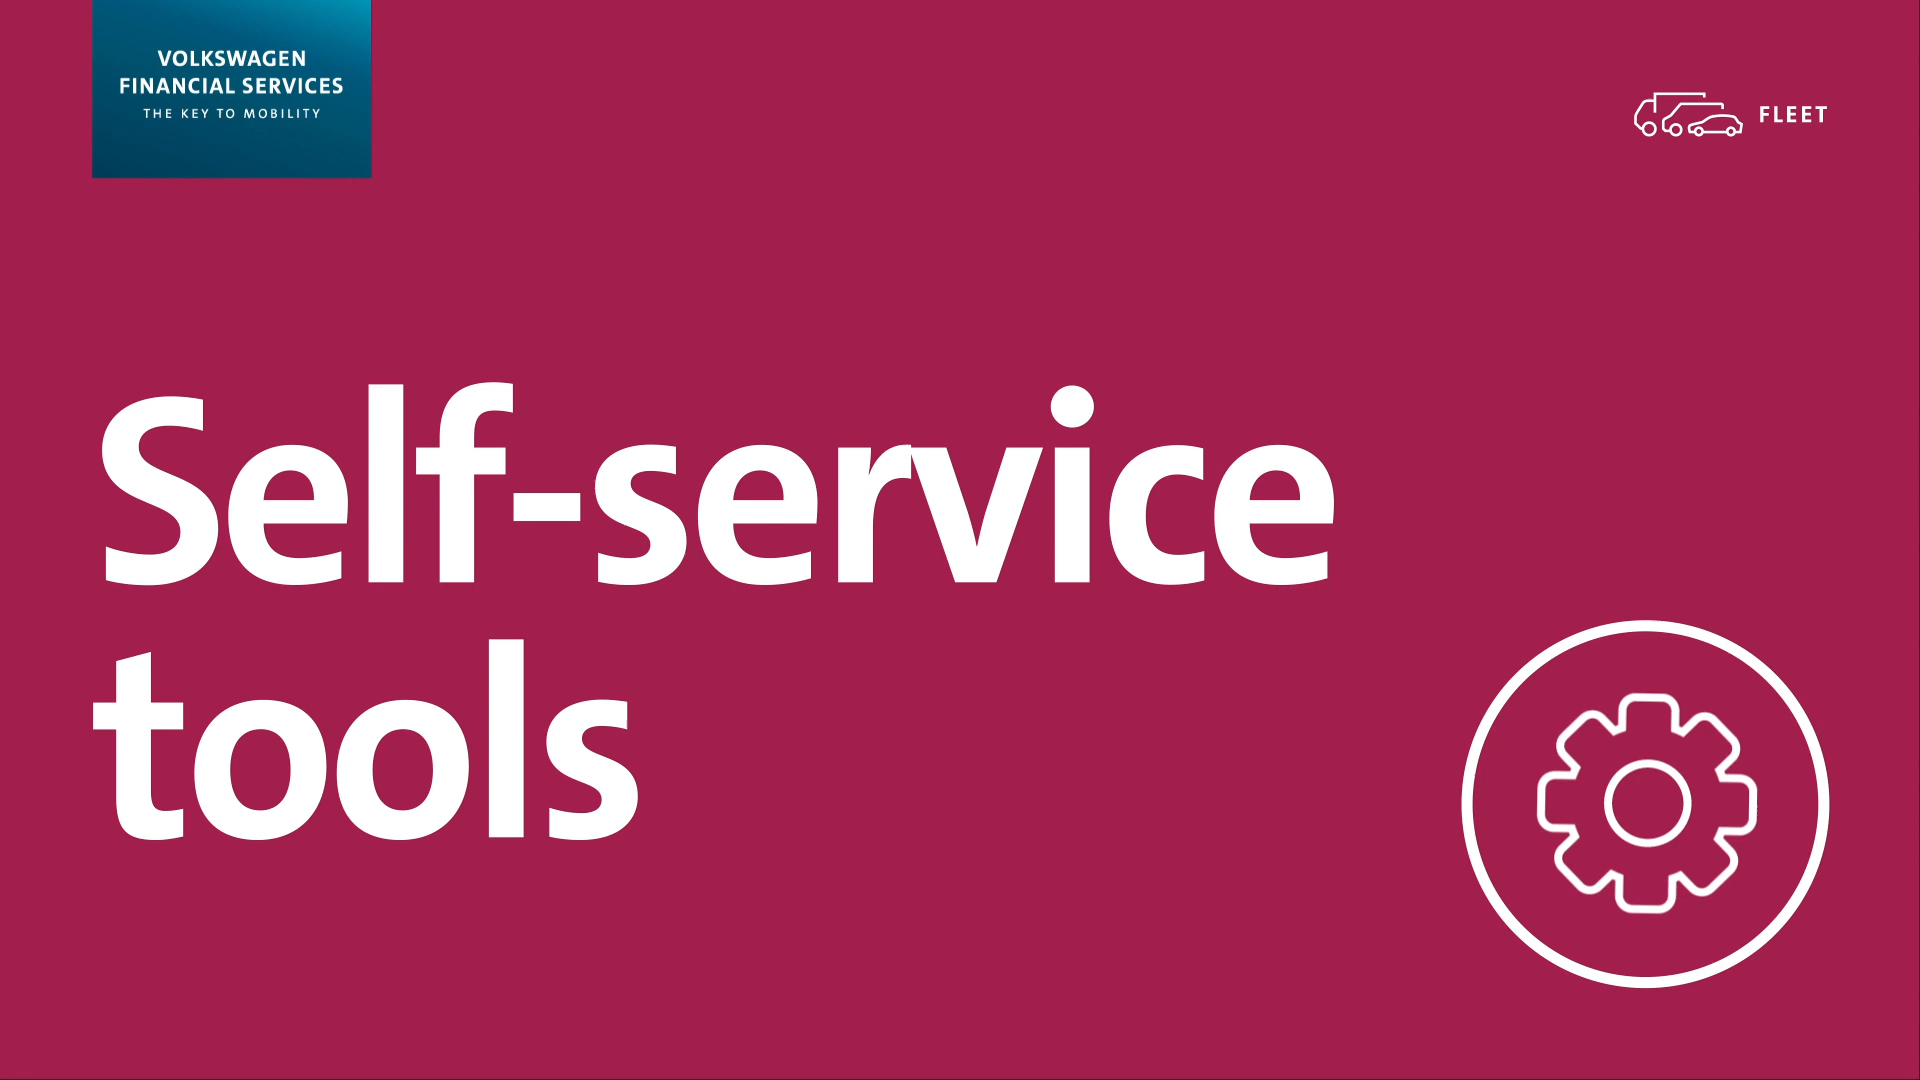 VOLKSWAGEN
FINANCIAL SERVICES
THE KEY TO MOBILITY
FLEET
Self-service
tools